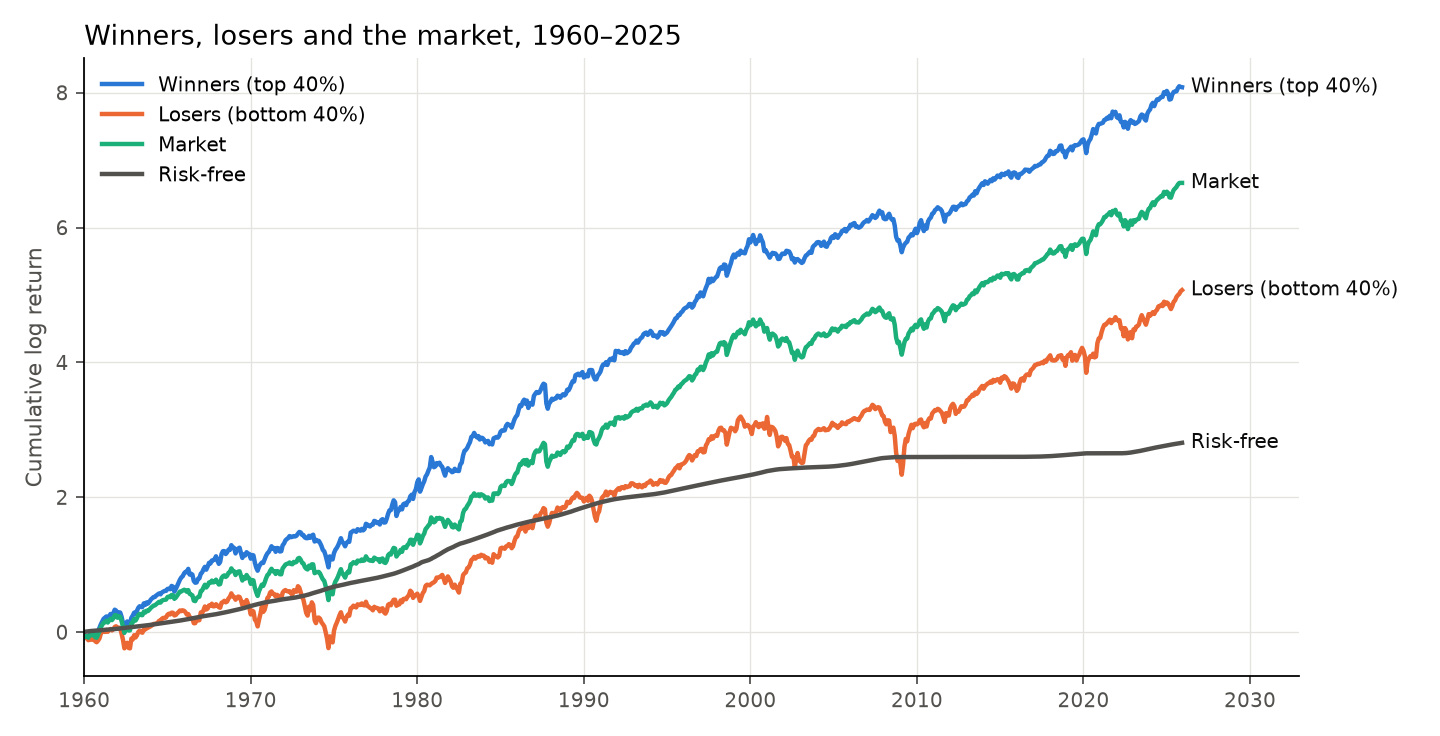 Winners, losers and the market, 1960–2025
Winners (top 40%)
Losers (bottom 40%)
Market
Risk-free
Cumulative log return
8
6
4
2
0
1960
1970
1980
1990
2000
2010
2020
2030
Winners (top 40%)
Market
Losers (bottom 40%)
Risk-free